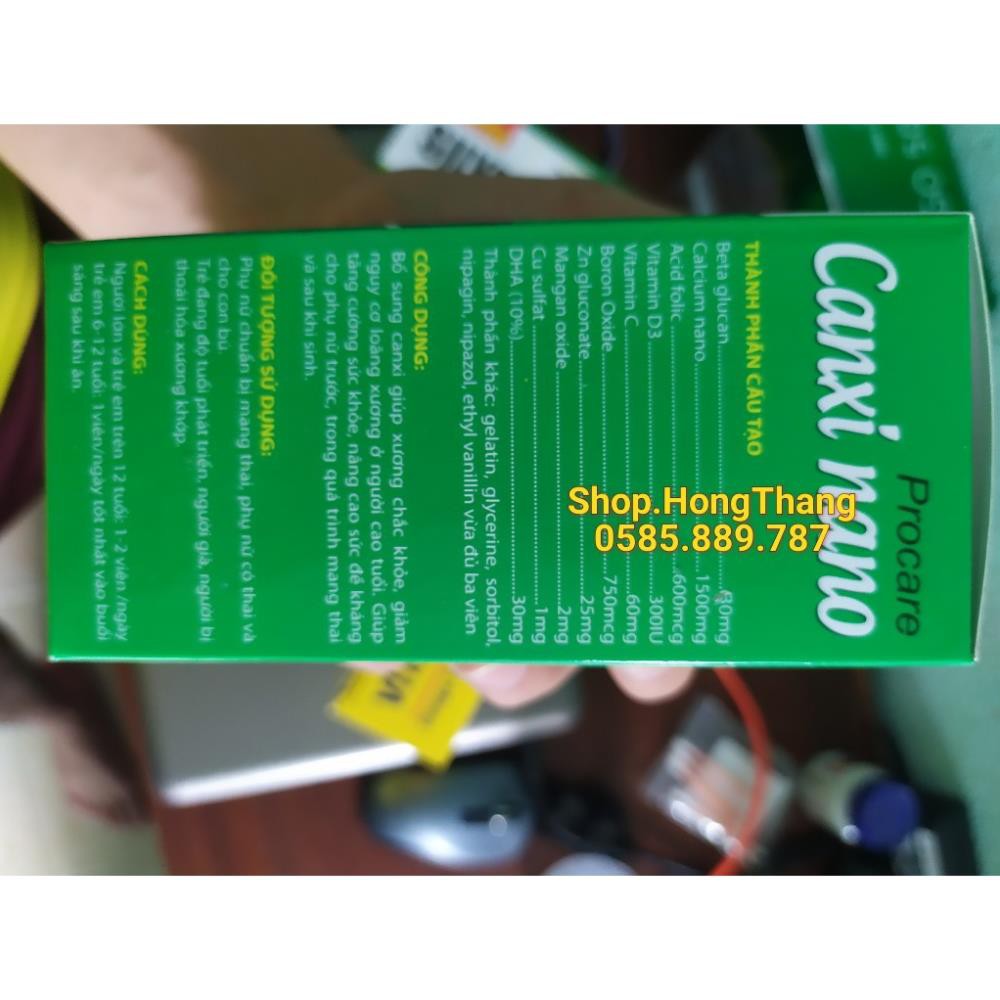 Procare
Canxi nano
THÀNH PHẦN CẤU TẠO
Beta glucan....................50mg
Calcium nano....................1500mg
Acid folic....................600mcg
Vitamin D3....................300IU
Vitamin C....................60mg
Boron Oxide....................750mcg
Zn gluconate....................25mg
Mangan oxide....................2mg
Cu sulfat....................1mg
DHA (10%)....................30mg
Thành phần khác: gelatin, glycerine, sorbitol,
nipagin, nipazol, ethyl vanillin vừa đủ ba viên
CÔNG DỤNG:
Bổ sung canxi giúp xương chắc khỏe, giảm
nguy cơ loãng xương ở người cao tuổi. Giúp
tăng cường sức khỏe, nâng cao sức đề kháng
cho phụ nữ trước, trong quá trình mang thai
và sau khi sinh.
ĐỐI TƯỢNG SỬ DỤNG:
Phụ nữ chuẩn bị mang thai, phụ nữ có thai và
cho con bú.
Trẻ đang độ tuổi phát triển, người già, người bị
thoái hóa xương khớp.
CÁCH DÙNG:
Người lớn và trẻ em trên 12 tuổi: 1-2 viên /ngày
trẻ em 6-12 tuổi: 1viên/ngày tốt nhất vào buổi
sáng sau khi ăn.
Shop.HongThang
0585.889.787